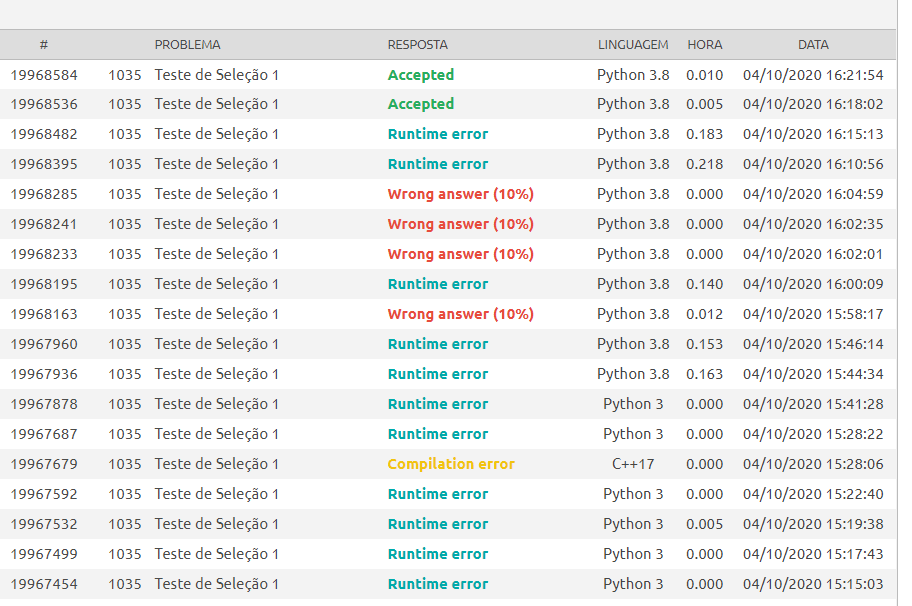 # PROBLEMA RESPOSTA LINGUAGEM HORA DATA
19968584 1035 Teste de Seleção 1 Accepted Python 3.8 0.010 04/10/2020 16:21:54
19968536 1035 Teste de Seleção 1 Accepted Python 3.8 0.005 04/10/2020 16:18:02
19968482 1035 Teste de Seleção 1 Runtime error Python 3.8 0.183 04/10/2020 16:15:13
19968395 1035 Teste de Seleção 1 Runtime error Python 3.8 0.218 04/10/2020 16:10:56
19968285 1035 Teste de Seleção 1 Wrong answer (10%) Python 3.8 0.000 04/10/2020 16:04:59
19968241 1035 Teste de Seleção 1 Wrong answer (10%) Python 3.8 0.000 04/10/2020 16:02:35
19968233 1035 Teste de Seleção 1 Wrong answer (10%) Python 3.8 0.000 04/10/2020 16:02:01
19968195 1035 Teste de Seleção 1 Runtime error Python 3.8 0.140 04/10/2020 16:00:09
19968163 1035 Teste de Seleção 1 Wrong answer (10%) Python 3.8 0.012 04/10/2020 15:58:17
19967960 1035 Teste de Seleção 1 Runtime error Python 3.8 0.153 04/10/2020 15:46:14
19967936 1035 Teste de Seleção 1 Runtime error Python 3.8 0.163 04/10/2020 15:44:34
19967878 1035 Teste de Seleção 1 Runtime error Python 3 0.000 04/10/2020 15:41:28
19967687 1035 Teste de Seleção 1 Runtime error Python 3 0.000 04/10/2020 15:28:22
19967679 1035 Teste de Seleção 1 Compilation error C++17 0.000 04/10/2020 15:28:06
19967592 1035 Teste de Seleção 1 Runtime error Python 3 0.000 04/10/2020 15:22:40
19967532 1035 Teste de Seleção 1 Runtime error Python 3 0.005 04/10/2020 15:19:38
19967499 1035 Teste de Seleção 1 Runtime error Python 3 0.000 04/10/2020 15:17:43
19967454 1035 Teste de Seleção 1 Runtime error Python 3 0.000 04/10/2020 15:15:03